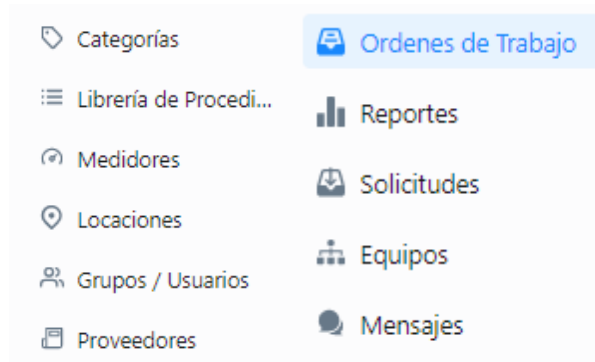 Categorías
Librería de Procedi...
Medidores
Locaciones
Grupos / Usuarios
Proveedores
Ordenes de Trabajo
Reportes
Solicitudes
Equipos
Mensajes